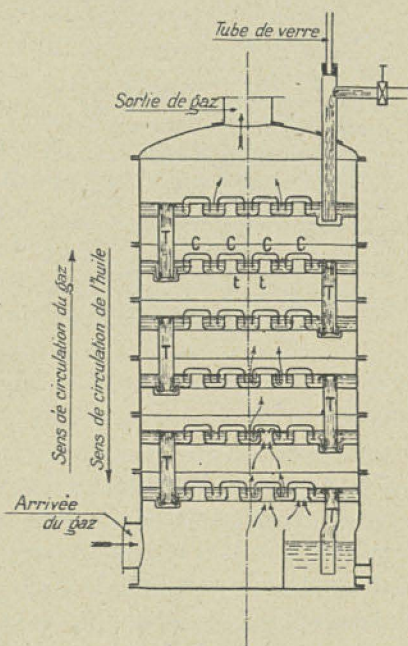 Tube de verre
Sortie de gaz
T
C C C C
t t
T
T
T
T
T
Sens de circulation du gaz
Sens de circulation de l'huile
Arrivée
du gaz